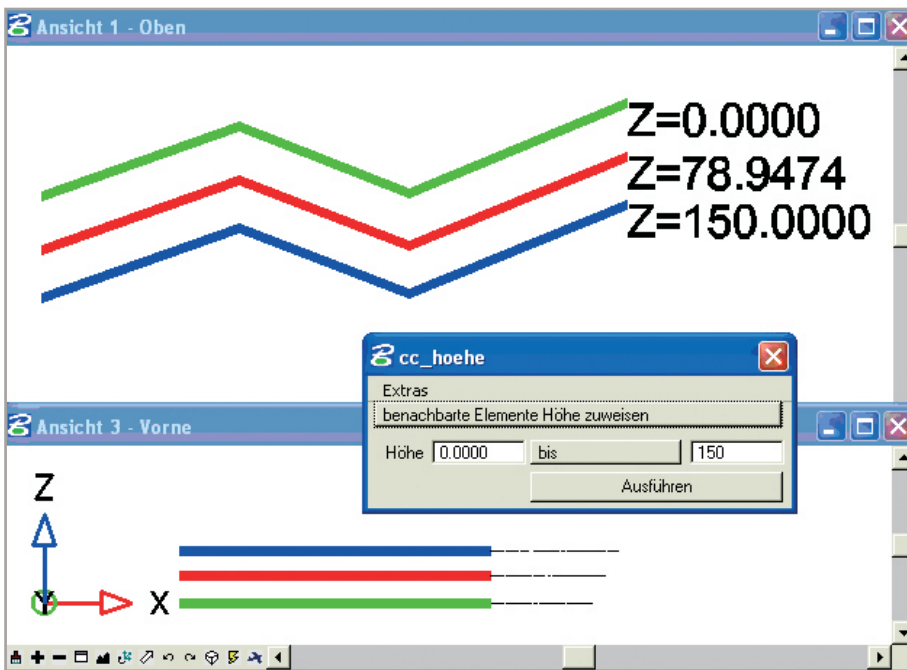 Ansicht 1 - Oben
Z=0.0000
Z=78.9474
Z=150.0000
cc_hoehe
Extras
benachbarte Elemente Höhe zuweisen
Höhe 0.0000 bis 150
Ausführen
Ansicht 3 - Vorne
Z
Y X